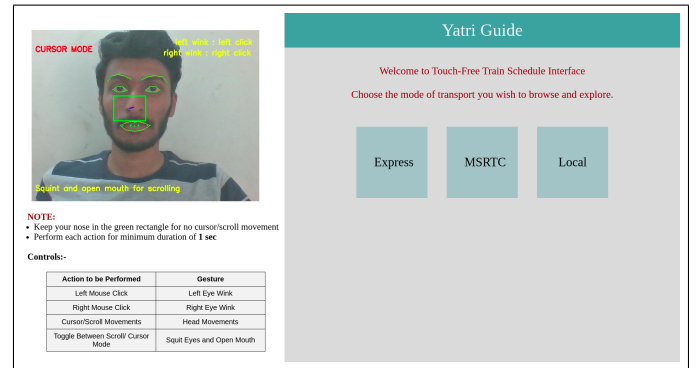 CURSOR MODE
left wink : left click
right wink : right click
Squint and open mouth for scrolling
NOTE:
• Keep your nose in the green rectangle for no cursor/scroll movement
• Perform each action for minimum duration of 1 sec
Controls:-
Action to be Performed Gesture
Left Mouse Click Left Eye Wink
Right Mouse Click Right Eye Wink
Cursor/Scroll Movements Head Movements
Toggle Between Scroll/ Cursor
Mode
Squit Eyes and Open Mouth
Yatri Guide
Welcome to Touch-Free Train Schedule Interface
Choose the mode of transport you wish to browse and explore.
Express MSRTC Local